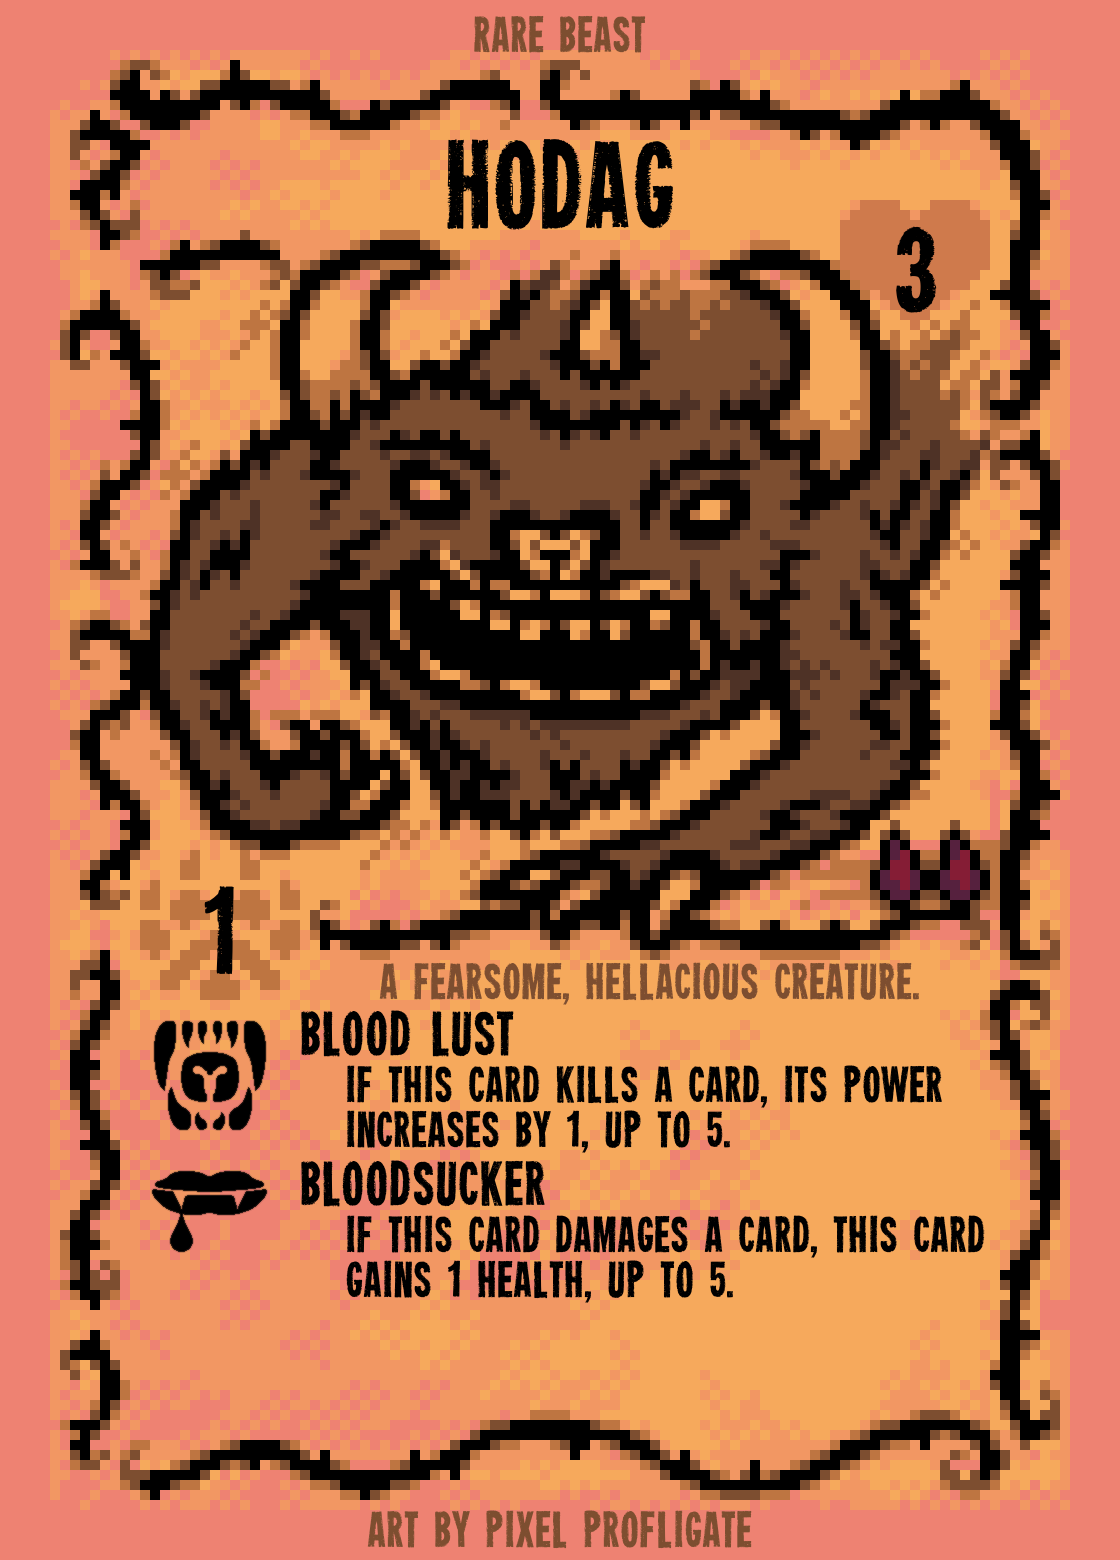 RARE BEAST
HODAG
3
1
A FEARSOME, HELLACIOUS CREATURE.
BLOOD LUST
IF THIS CARD KILLS A CARD, ITS POWER
INCREASES BY 1, UP TO 5.
BLOODSUCKER
IF THIS CARD DAMAGES A CARD, THIS CARD
GAINS 1 HEALTH, UP TO 5.
ART BY PIXEL PROFLIGATE